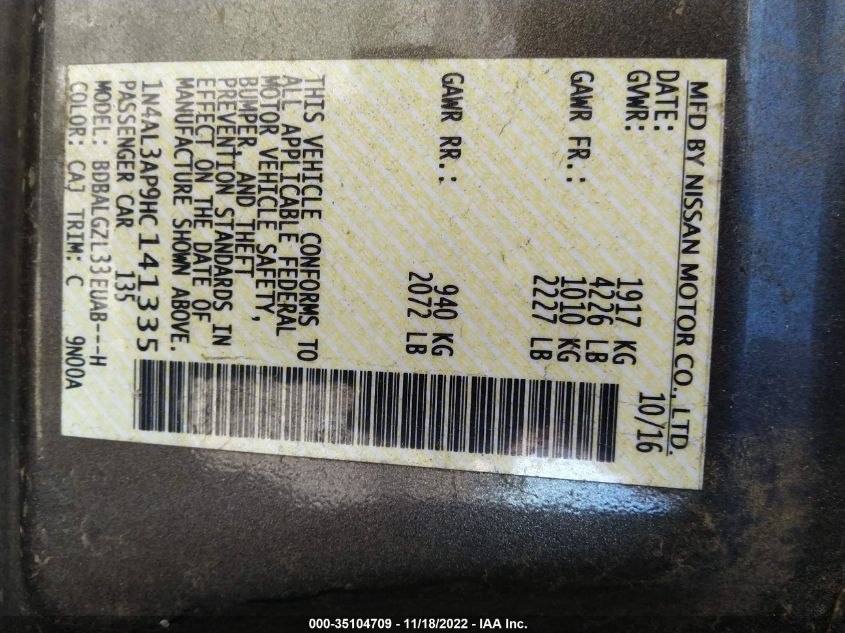 MFD BY NISSAN MOTOR CO., LTD.
DATE: 10/16
GVWR: 1917 KG
4226 LB
GAWR FR.: 1010 KG
2227 LB
GAWR RR.: 940 KG
2072 LB
THIS VEHICLE CONFORMS TO
ALL APPLICABLE FEDERAL
MOTOR VEHICLE SAFETY,
BUMPER, AND THEFT
PREVENTION STANDARDS IN
EFFECT ON THE DATE OF
MANUFACTURE SHOWN ABOVE.
1N4AL3AP9HC141335
PASSENGER CAR 135
MODEL: BDBALGZL33EUAB---H
COLOR: CAJ TRIM: C 9N00A
000-35104709 - 11/18/2022 - IAA Inc.